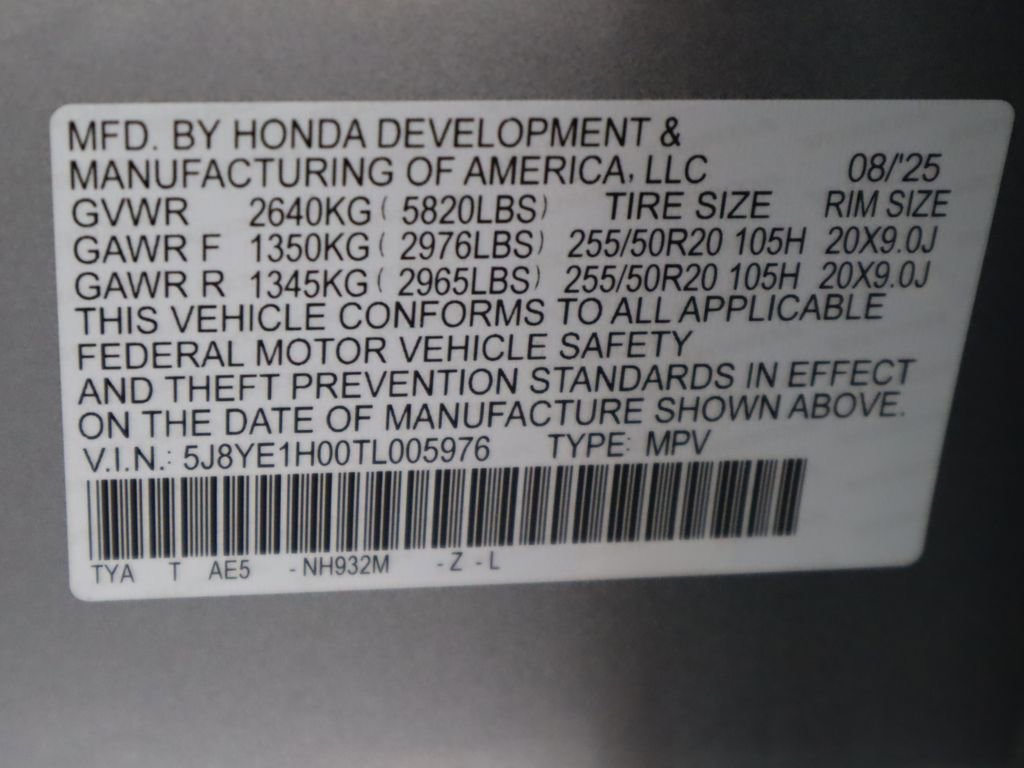 MFD. BY HONDA DEVELOPMENT &
MANUFACTURING OF AMERICA, LLC 08/'25
GVWR 2640KG ( 5820LBS) TIRE SIZE RIM SIZE
GAWR F 1350KG ( 2976LBS) 255/50R20 105H 20X9.0J
GAWR R 1345KG ( 2965LBS) 255/50R20 105H 20X9.0J
THIS VEHICLE CONFORMS TO ALL APPLICABLE
FEDERAL MOTOR VEHICLE SAFETY
AND THEFT PREVENTION STANDARDS IN EFFECT
ON THE DATE OF MANUFACTURE SHOWN ABOVE.
V.I.N.: 5J8YE1H00TL005976 TYPE: MPV
TYA T AE5 -NH932M -Z -L